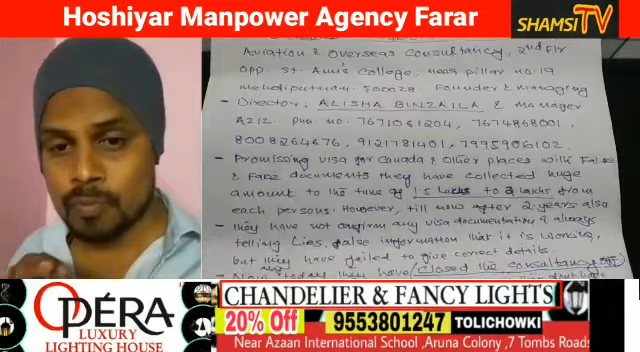 Hoshiyar Manpower Agency Farar
SHAMSI TV
Aviation & Overseas Consultancy, 2nd Flr
Opp. St. Ann's College, near pillar no. 19
Mehdipatnam. 500028. Founder & Managing
- Director: ALISHA BINZAILA & Manager
AZIZ. PHn no. 7671061204, 7674868001,
8008264676, 9121781401, 7995906102.
- Promissing visa for Canada & Other places with False
& Fake documents they have collected huge
amount to the tune of 1.5 Lakhs to 2 Lakhs from
each persons. However, till now after 2 years also
- They have not confirm any visa documentation & always
telling Lies, false information that it is working,
but they have failed to give correct details.
today they have closed the consultancy
OPÉRA
LUXURY
LIGHTING HOUSE
CHANDELIER & FANCY LIGHTS
20% Off 9553801247 TOLICHOWKI
Near Azaan International School ,Aruna Colony ,7 Tombs Road